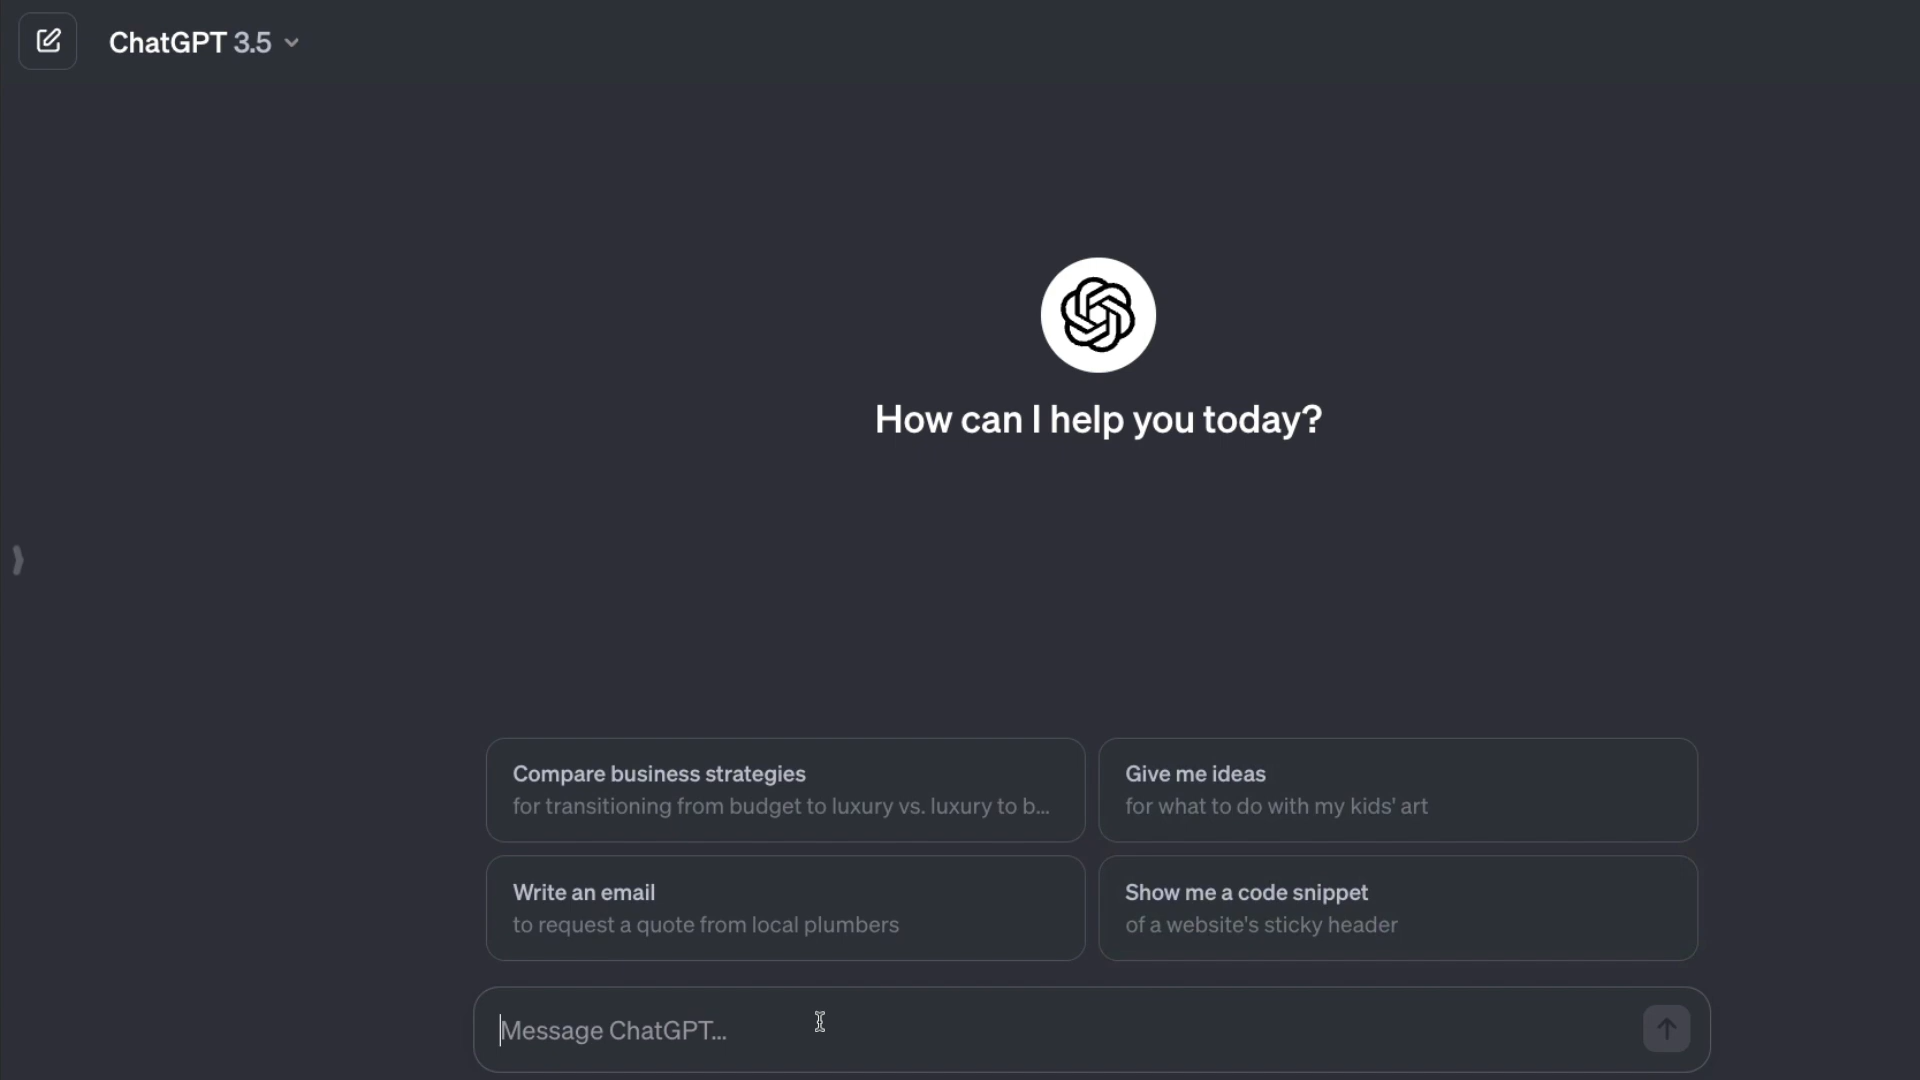 ChatGPT 3.5
How can I help you today?
Compare business strategies
for transitioning from budget to luxury vs. luxury to b...
Give me ideas
for what to do with my kids' art
Write an email
to request a quote from local plumbers
Show me a code snippet
of a website's sticky header
Message ChatGPT...